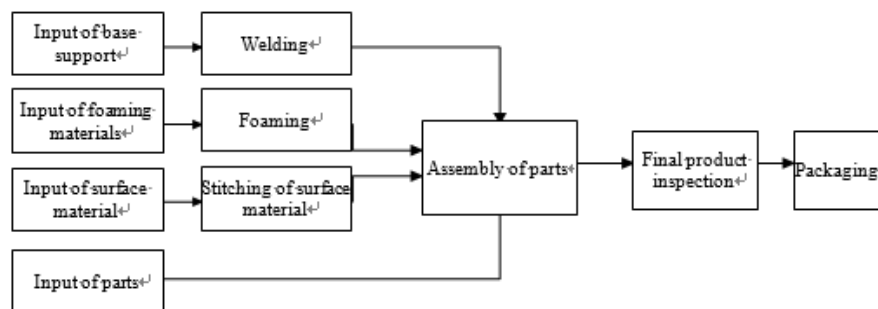 Input of base
support
Welding
Input of foaming
materials
Foaming
Input of surface
material
Stitching of surface
material
Input of parts
Assembly of parts
Final product
inspection
Packaging